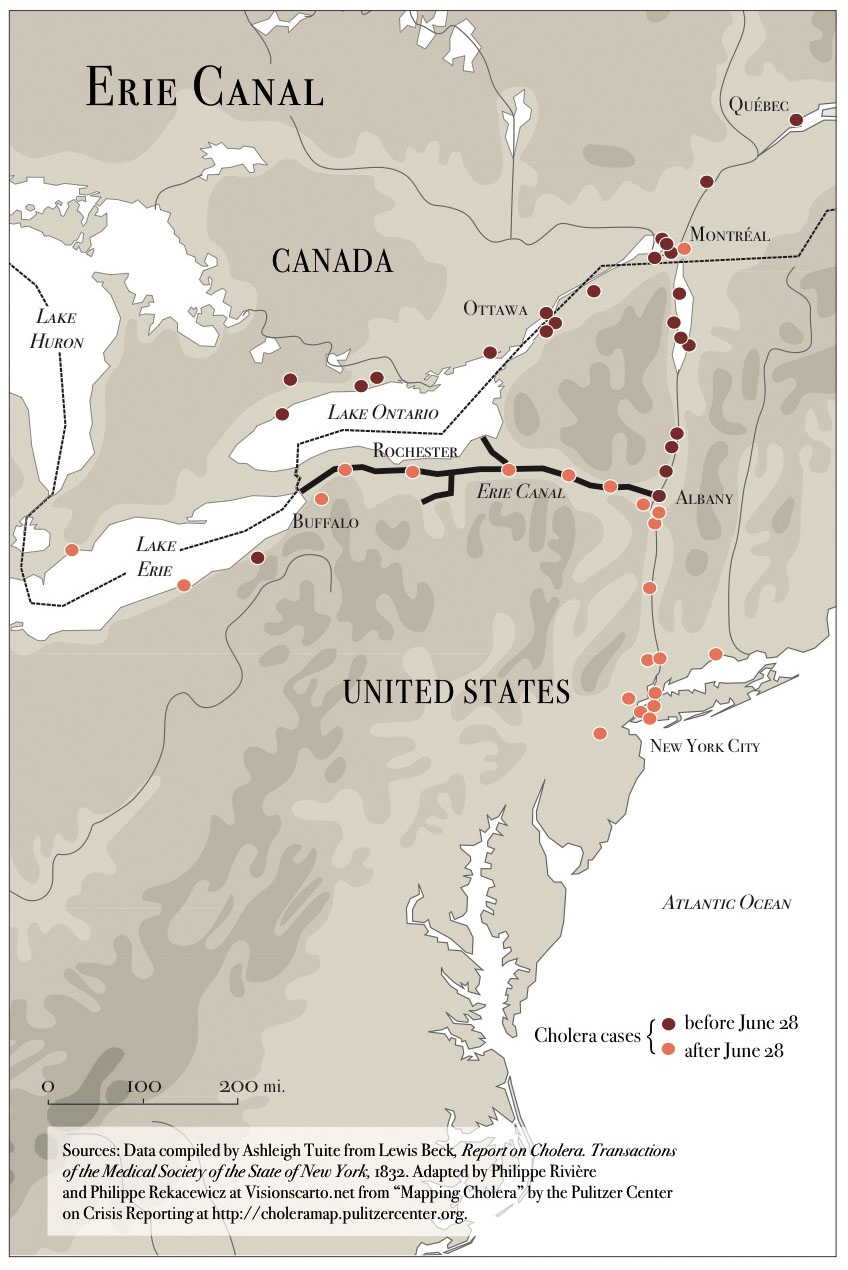 Erie Canal
Québec
Montréal
CANADA
Ottawa
Lake
Huron
Lake Ontario
Rochester
Erie Canal
Albany
Buffalo
Lake
Erie
UNITED STATES
New York City
Atlantic Ocean
Cholera cases
before June 28
after June 28
0 100 200 mi.
Sources: Data compiled by Ashleigh Tuite from Lewis Beck, Report on Cholera. Transactions
of the Medical Society of the State of New York, 1832. Adapted by Philippe Rivière
and Philippe Rekacewicz at Visionscarto.net from “Mapping Cholera” by the Pulitzer Center
on Crisis Reporting at http://choleramap.pulitzercenter.org.